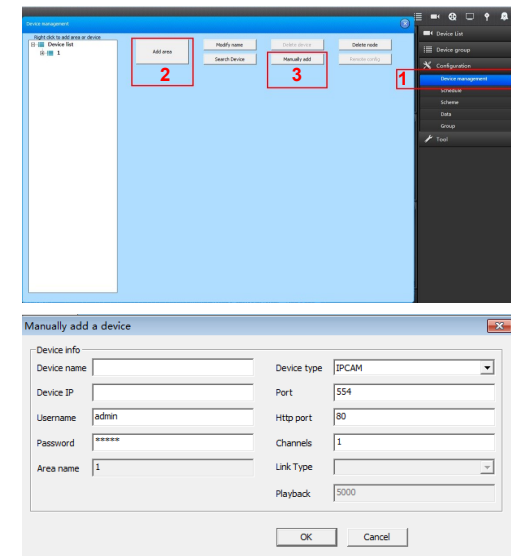 Device management
Right click to add area or device
Device list
1
Add area
Modify name
Delete device
Delete node
Search Device
Manually add
Remote config
2
3
1
Device List
Device group
Configuration
Device management
Schedule
Scheme
Data
Group
Tool
Manually add a device
Device info
Device name
Device type IPCAM
Device IP
Port 554
Username admin
Http port 80
Password *****
Channels 1
Area name 1
Link Type
Playback 5000
OK Cancel